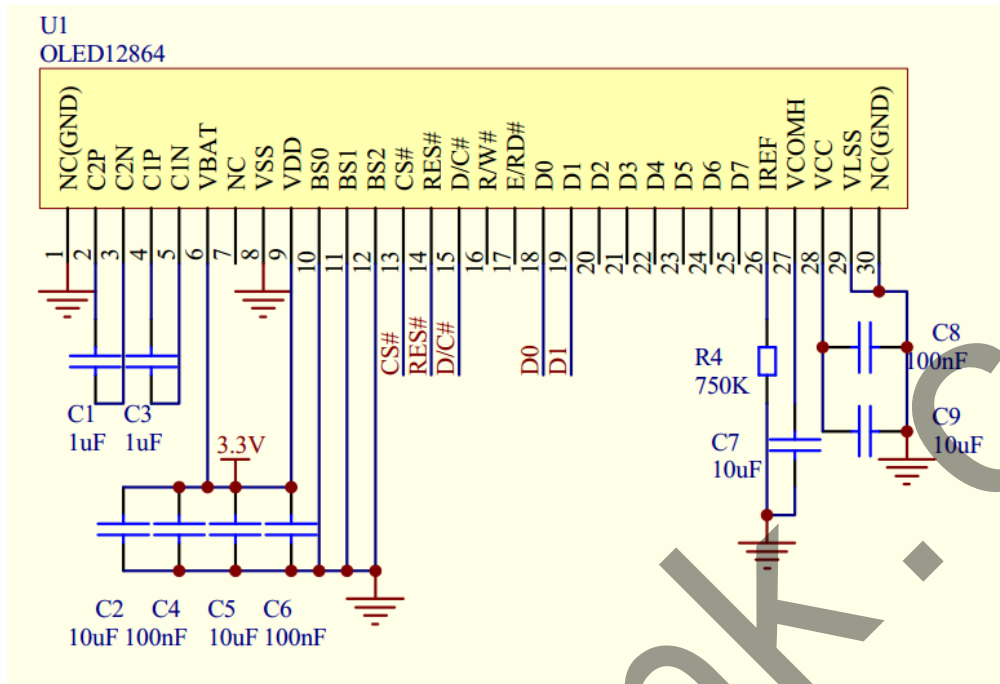 U1
OLED12864
NC(GND)
C2P
C2N
C1P
C1N
VBAT
NC
VSS
VDD
BS0
BS1
BS2
CS#
RES#
D/C#
R/W#
E/RD#
D0
D1
D2
D3
D4
D5
D6
D7
IREF
VCOMH
VCC
VLSS
NC(GND)
1
2
3
4
5
6
7
8
9
10
11
12
13
14
15
16
17
18
19
20
21
22
23
24
25
26
27
28
29
30
CS#
RES#
D/C#
D0
D1
C1
1uF
C3
1uF
R4
750K
C8
100nF
C7
10uF
C9
10uF
3.3V
C2
10uF
C4
100nF
C5
10uF
C6
100nF